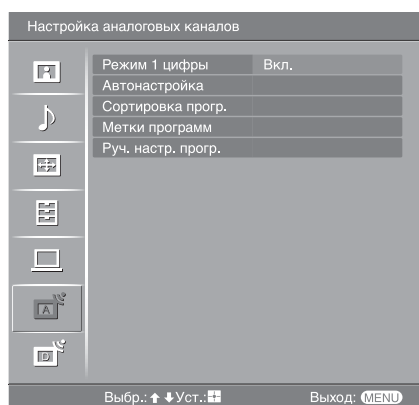 Настройка аналоговых каналов
Режим 1 цифры Вкл.
Автонастройка
Сортировка прогр.
Метки программ
Руч. настр. прогр.
A
D
Выбр.: Уст.: Выход: MENU